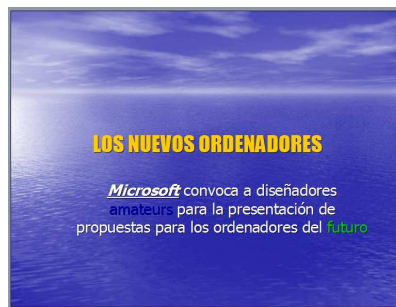 LOS NUEVOS ORDENADORES
Microsoft convoca a diseñadores
amateurs para la presentación de
propuestas para los ordenadores del futuro